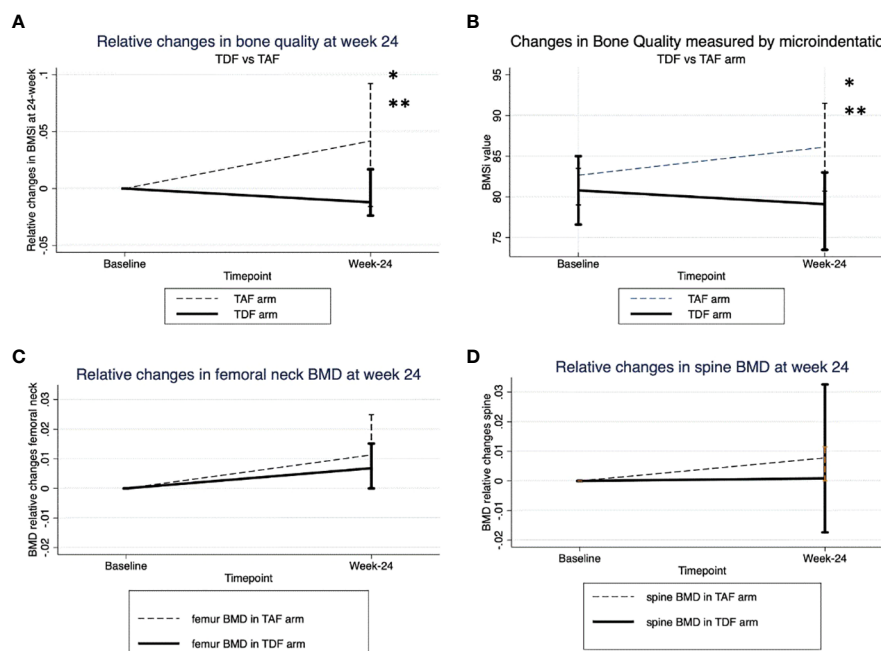 A
Relative changes in bone quality at week 24
TDF vs TAF
Relative changes in BMSi at 24-week
.1
.05
0
-.05
*
**
Baseline
Week-24
Timepoint
TAF arm
TDF arm
B
Changes in Bone Quality measured by microindentatio
TDF vs TAF arm
BMSi value
95
90
85
80
75
*
**
Baseline
Week-24
Timepoint
TAF arm
TDF arm
C
Relative changes in femoral neck BMD at week 24
BMD relative changes femoral neck
.03
.02
.01
0
-.01
-.02
Baseline
Week-24
Timepoint
femur BMD in TAF arm
femur BMD in TDF arm
D
Relative changes in spine BMD at week 24
BMD relative changes spine
.03
.02
.01
0
-.01
-.02
Baseline
Week-24
Timepoint
spine BMD in TAF arm
spine BMD in TDF arm